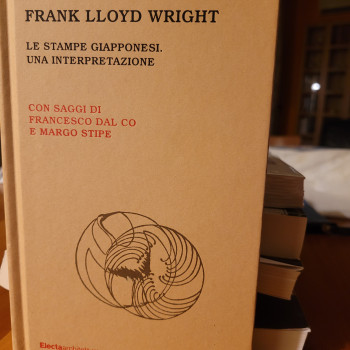 FRANK LLOYD WRIGHT
LE STAMPE GIAPPONESI.
UNA INTERPRETAZIONE
CON SAGGI DI
FRANCESCO DAL CO
E MARGO STIPE